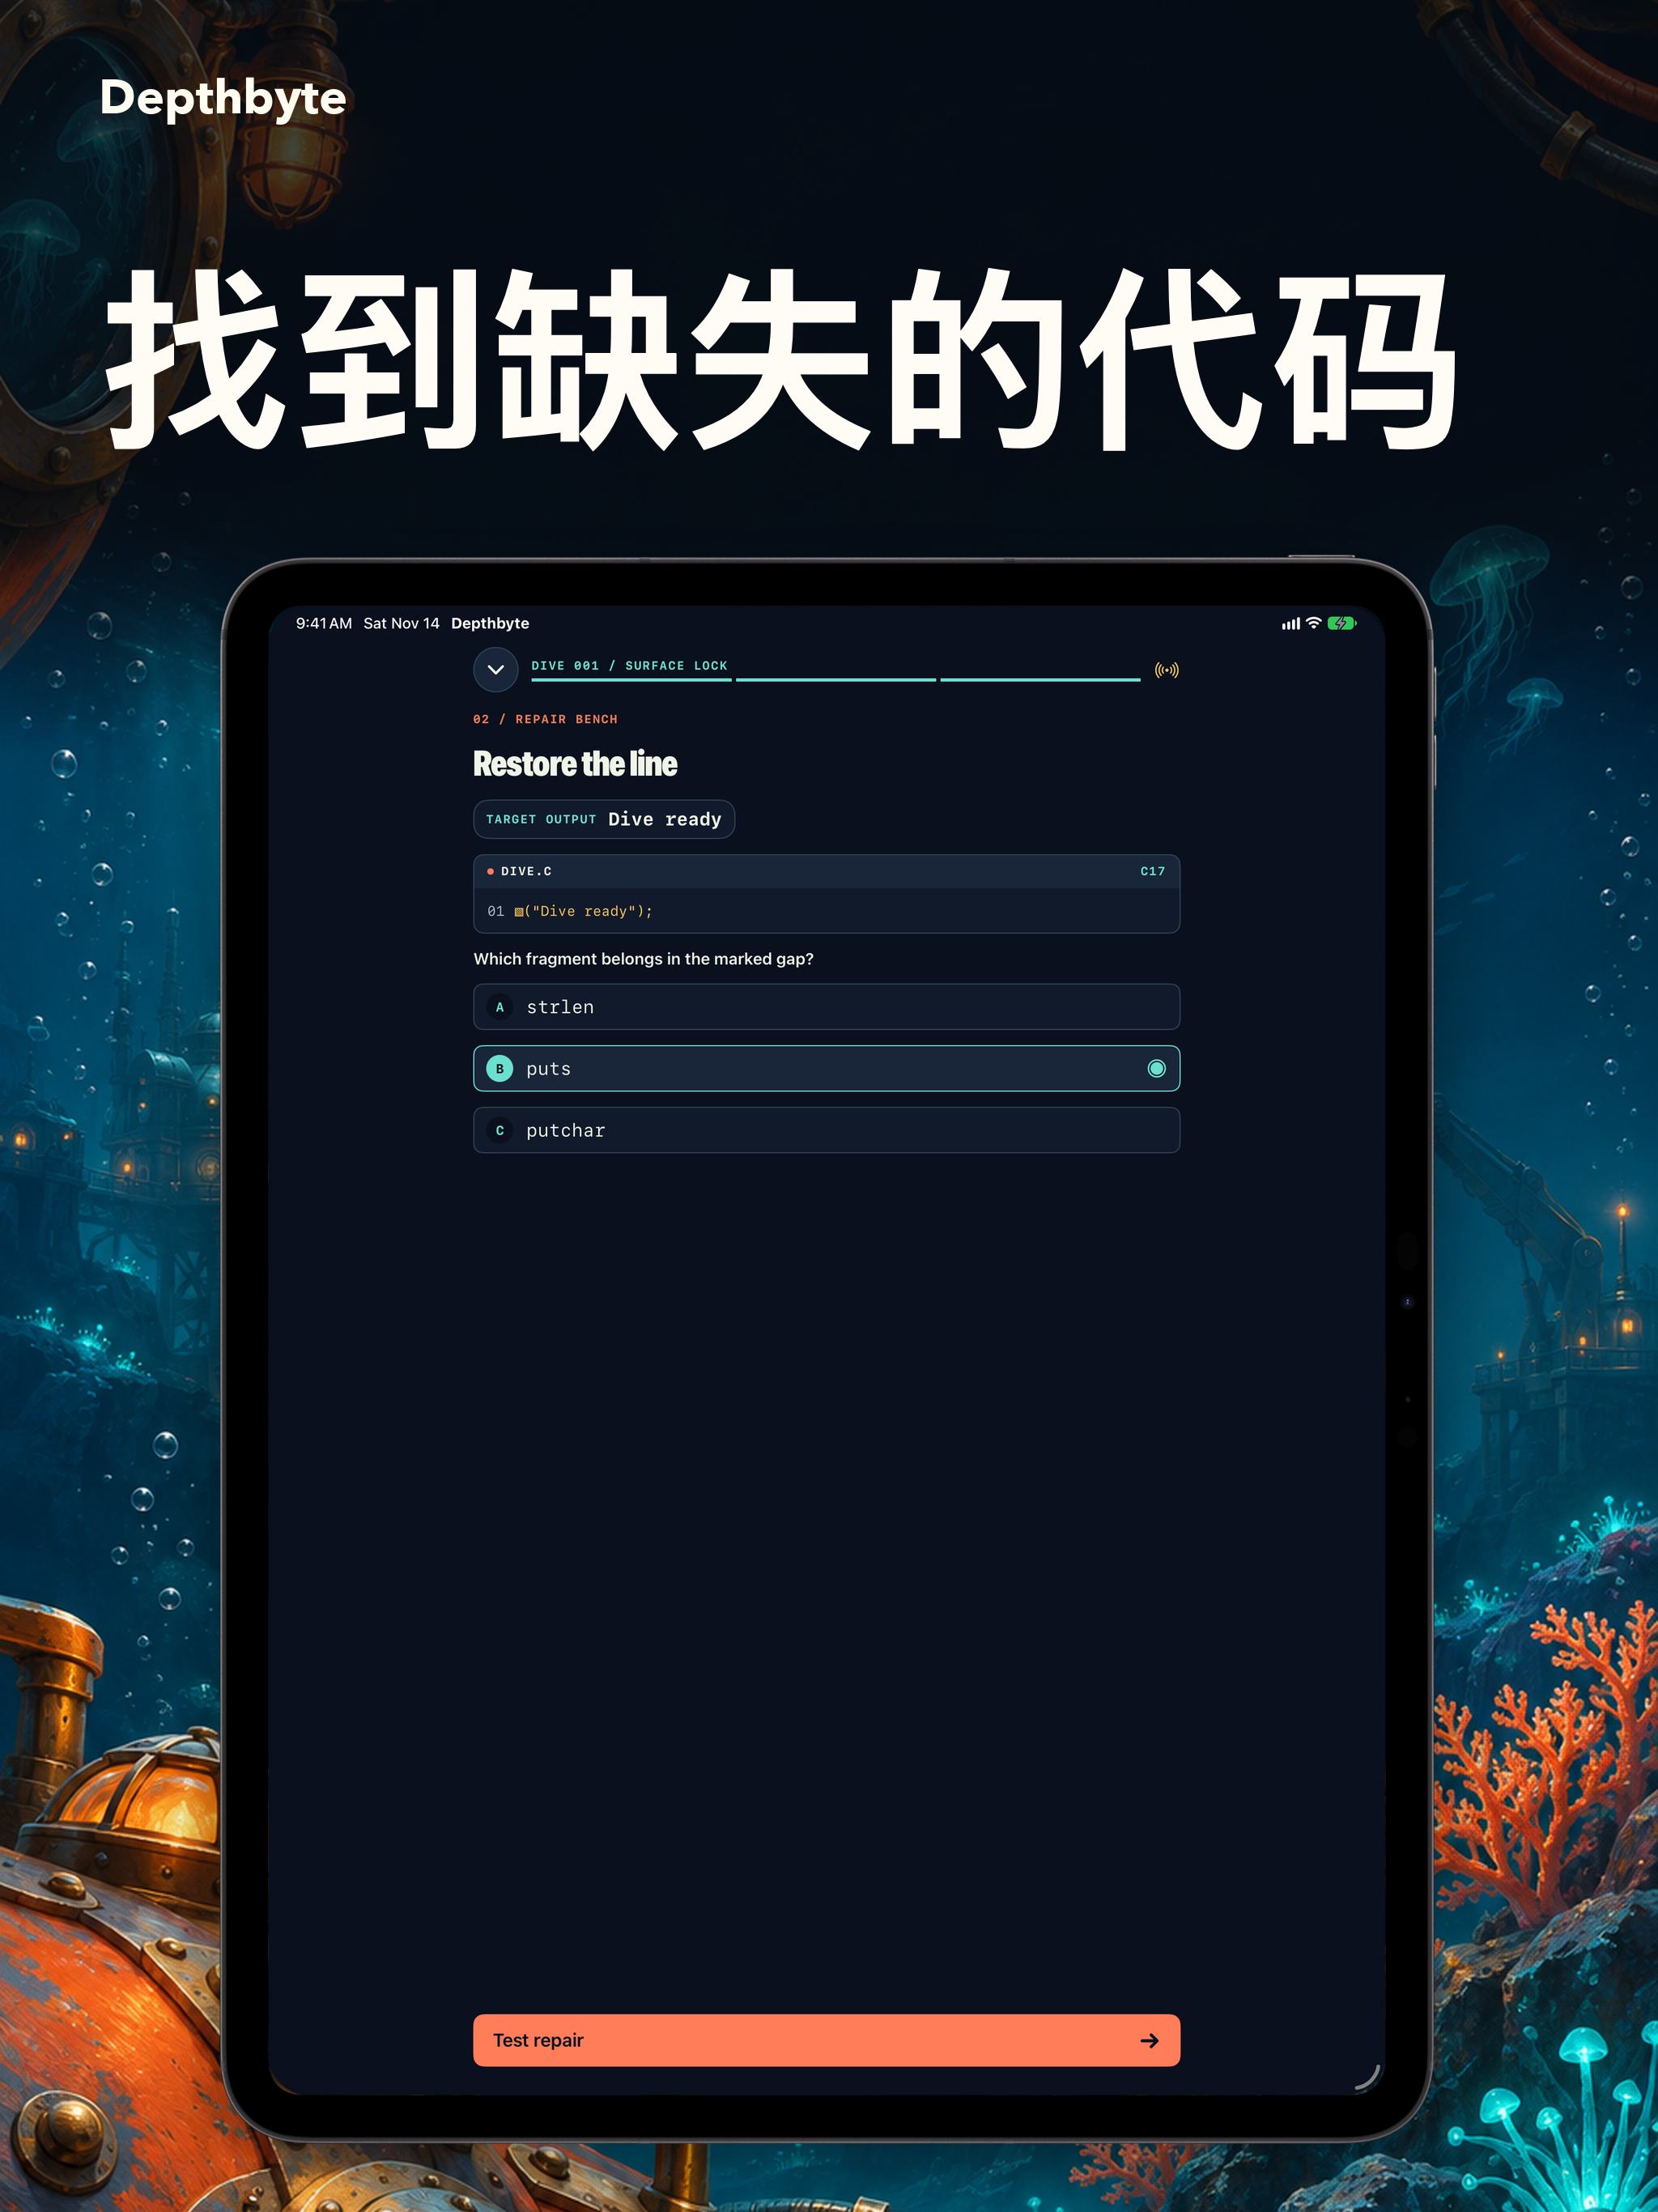 Depthbyte
找到缺失的代码
9:41 AM Sat Nov 14 Depthbyte
DIVE 001 / SURFACE LOCK
02 / REPAIR BENCH
Restore the line
TARGET OUTPUT Dive ready
DIVE.C C17
01 ▧("Dive ready");
Which fragment belongs in the marked gap?
A strlen
B puts
C putchar
Test repair